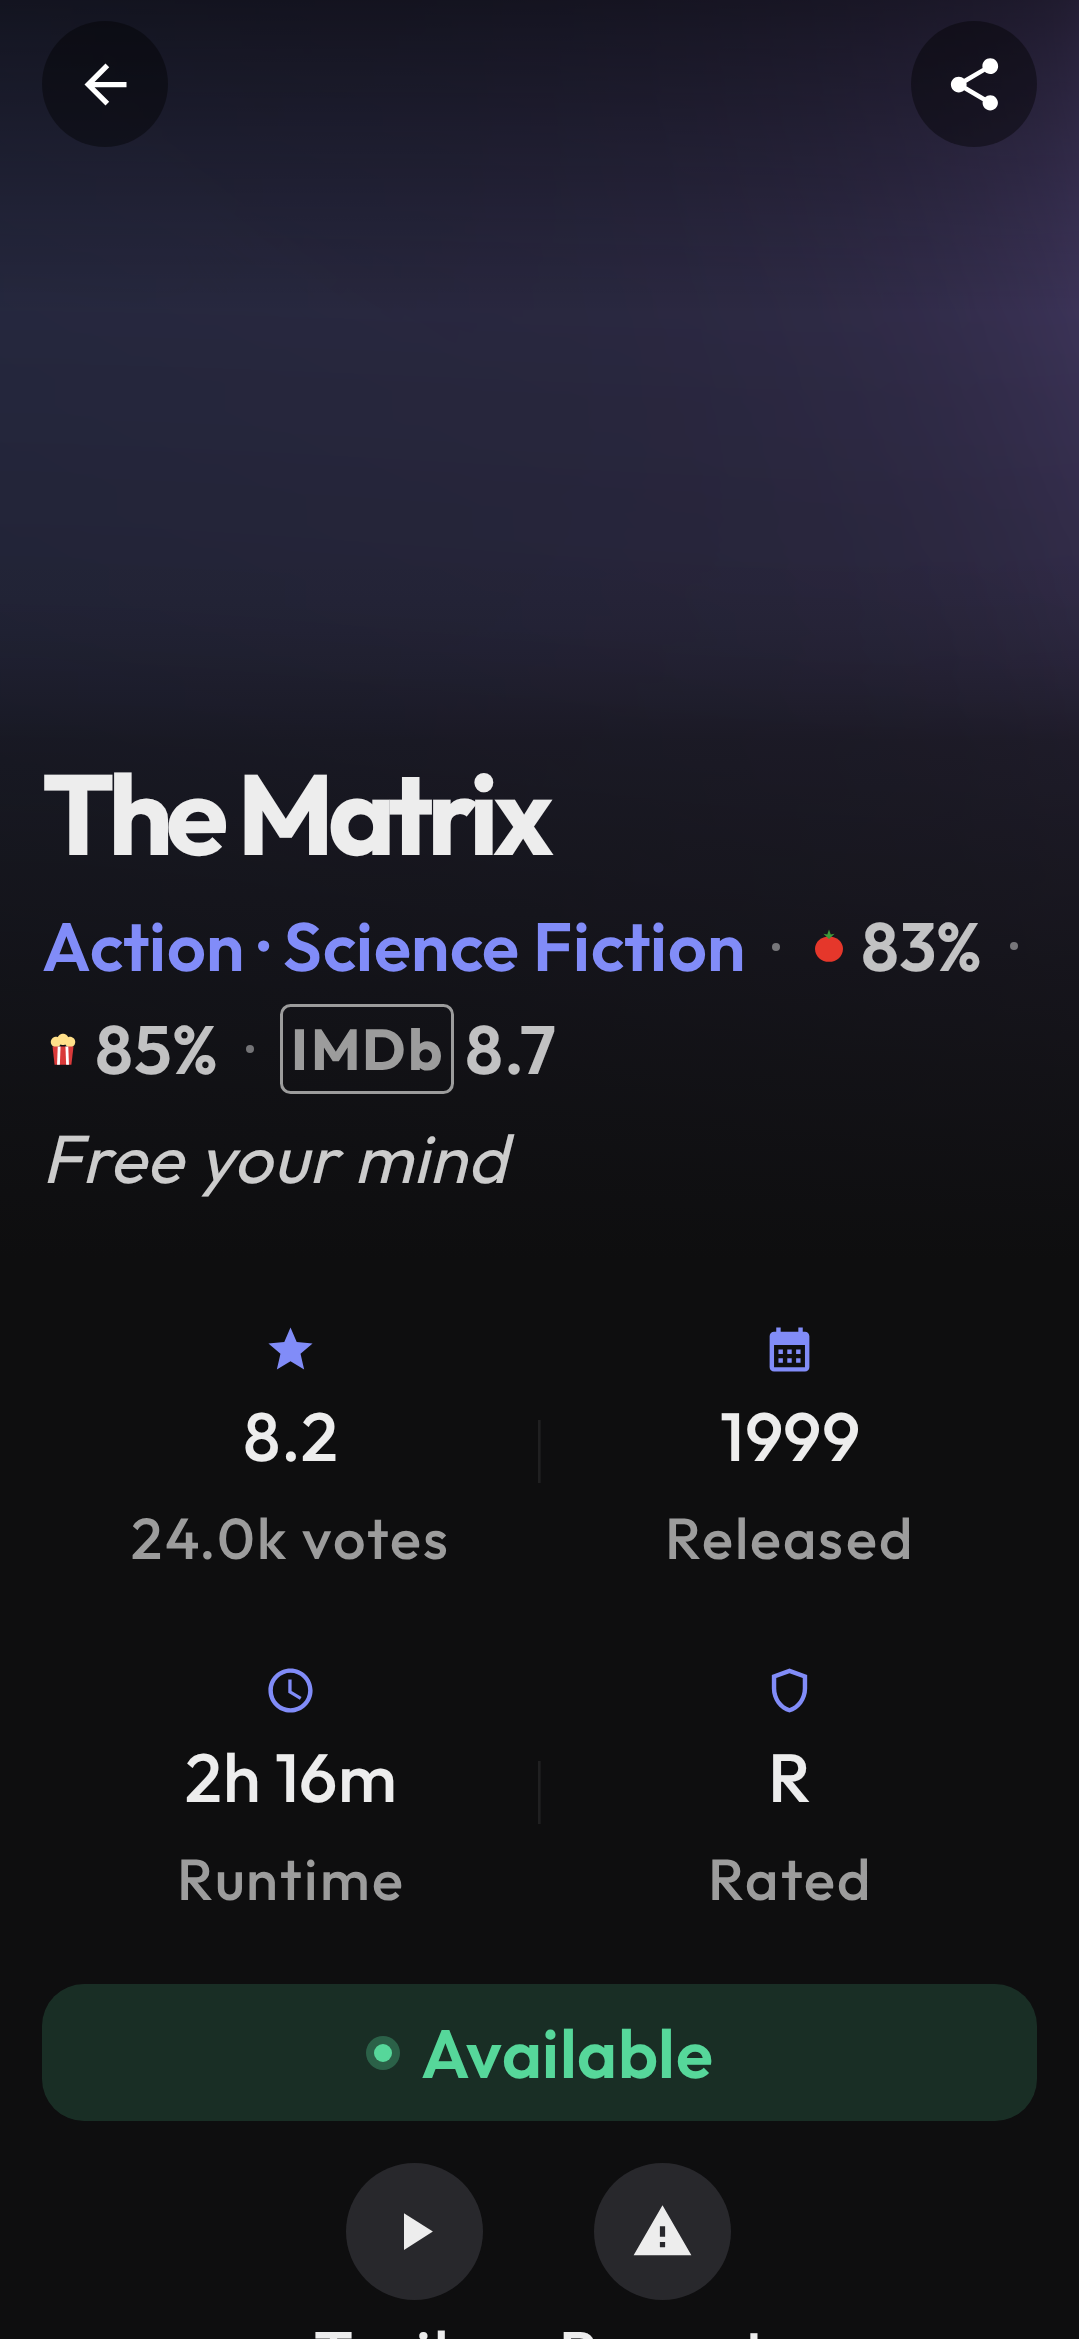 The Matrix
Action · Science Fiction · 83% ·
85% · IMDb 8.7
Free your mind
8.2
1999
24.0k votes
Released
2h 16m
R
Runtime
Rated
Available